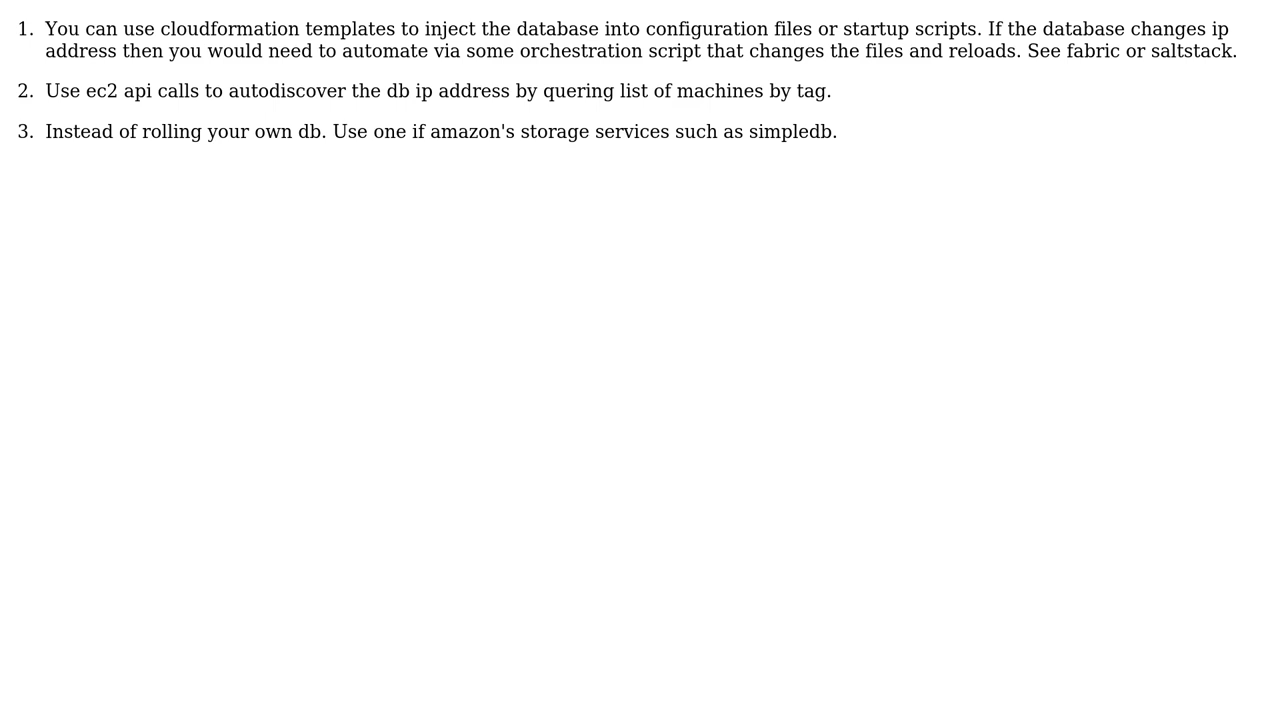 1. You can use cloudformation templates to inject the database into configuration files or startup scripts. If the database changes ip
address then you would need to automate via some orchestration script that changes the files and reloads. See fabric or saltstack.
2. Use ec2 api calls to autodiscover the db ip address by quering list of machines by tag.
3. Instead of rolling your own db. Use one if amazon's storage services such as simpledb.